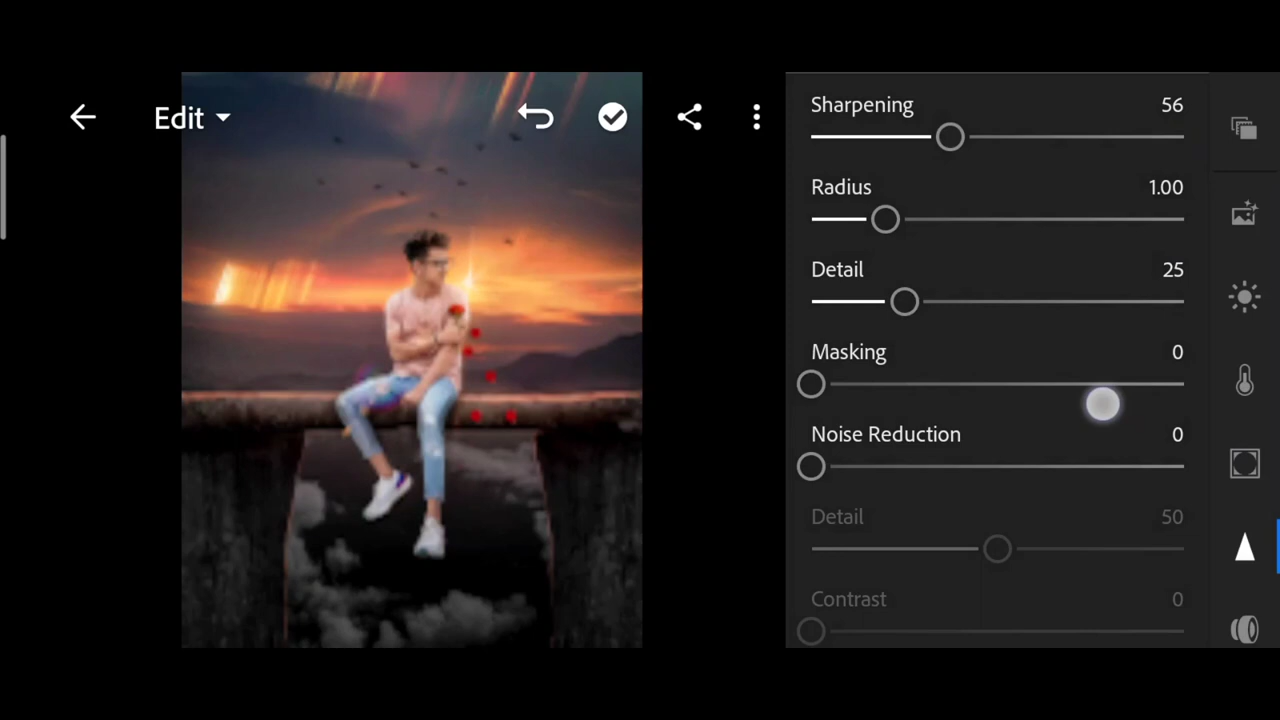 Edit
Sharpening 56
Radius 1.00
Detail 25
Masking 0
Noise Reduction 0
Detail 50
Contrast 0